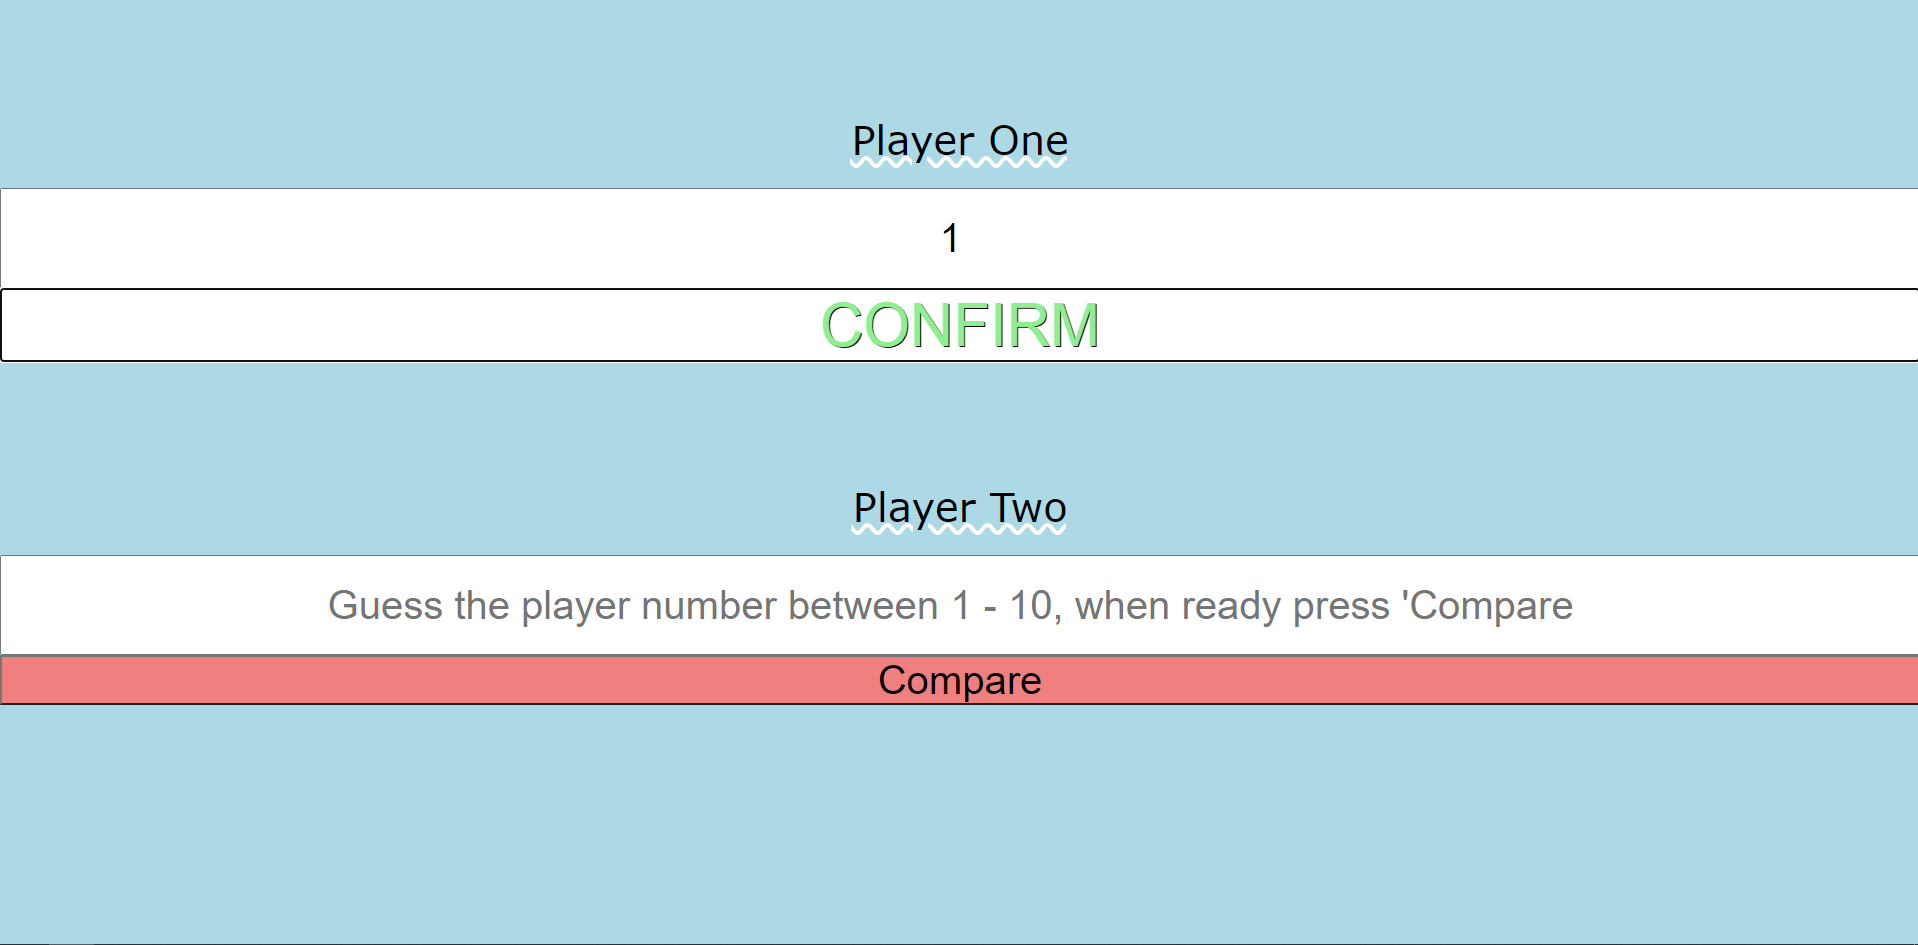 Player One
1
CONFIRM
Player Two
Guess the player number between 1 - 10, when ready press 'Compare
Compare